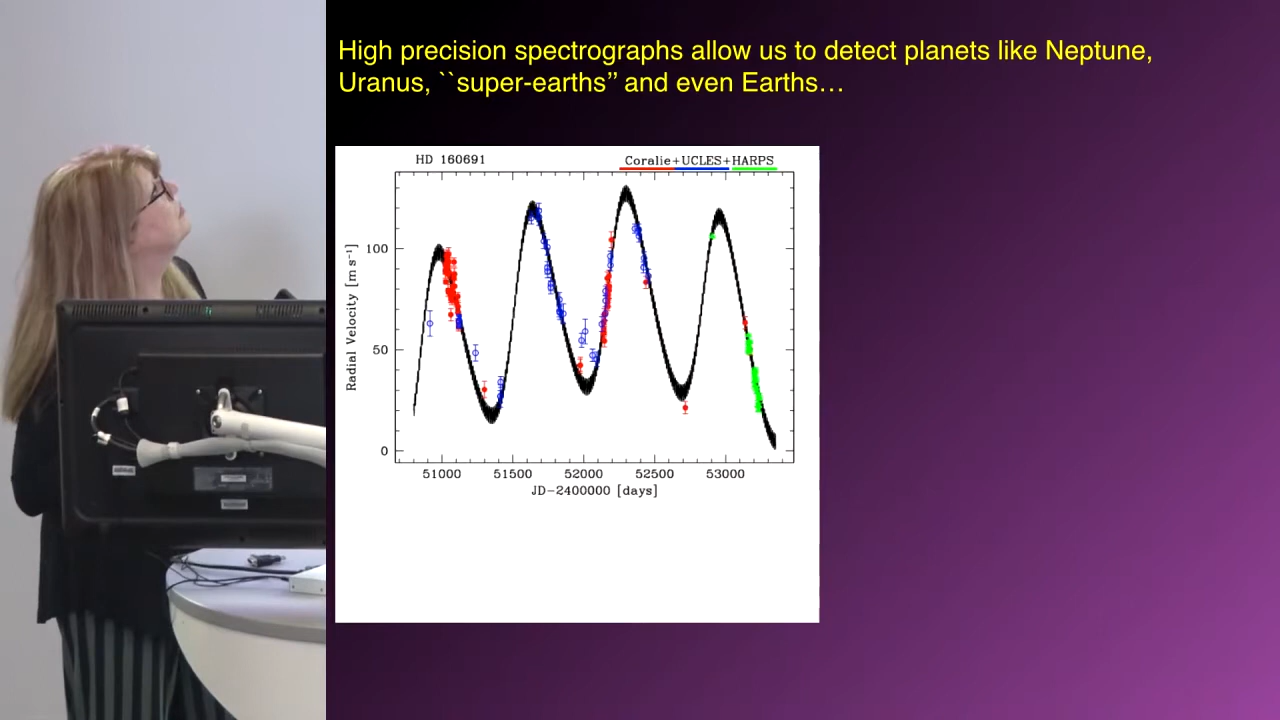 High precision spectrographs allow us to detect planets like Neptune,
Uranus, ``super-earths’’ and even Earths…
HD 160691
Coralie+UCLES+HARPS
Radial Velocity [m s⁻¹]
100
50
0
51000 51500 52000 52500 53000
JD−2400000 [days]